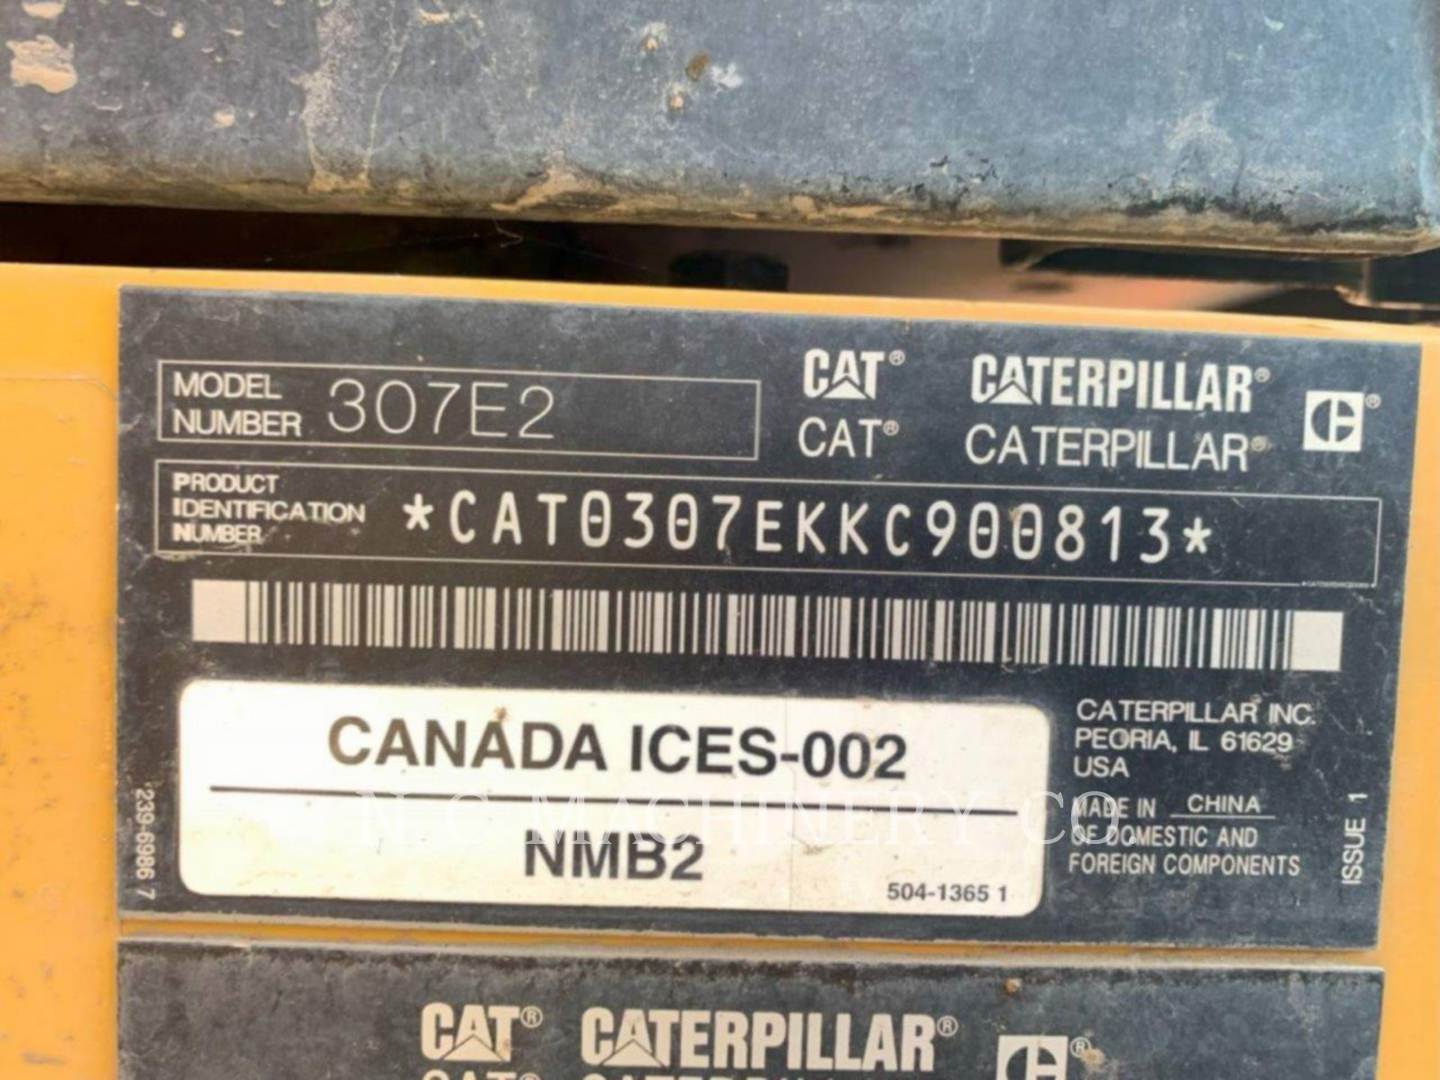 MODEL NUMBER 307E2
CAT® CATERPILLAR®
CAT® CATERPILLAR®
PRODUCT IDENTIFICATION NUMBER *CAT0307EKKC900813*
CANADA ICES-002
NMB2
504-1365 1
CATERPILLAR INC.
PEORIA, IL 61629
USA
MADE IN CHINA
OF DOMESTIC AND
FOREIGN COMPONENTS
239-6986 7
ISSUE 1
N C MACHINERY CO.
CAT® CATERPILLAR®